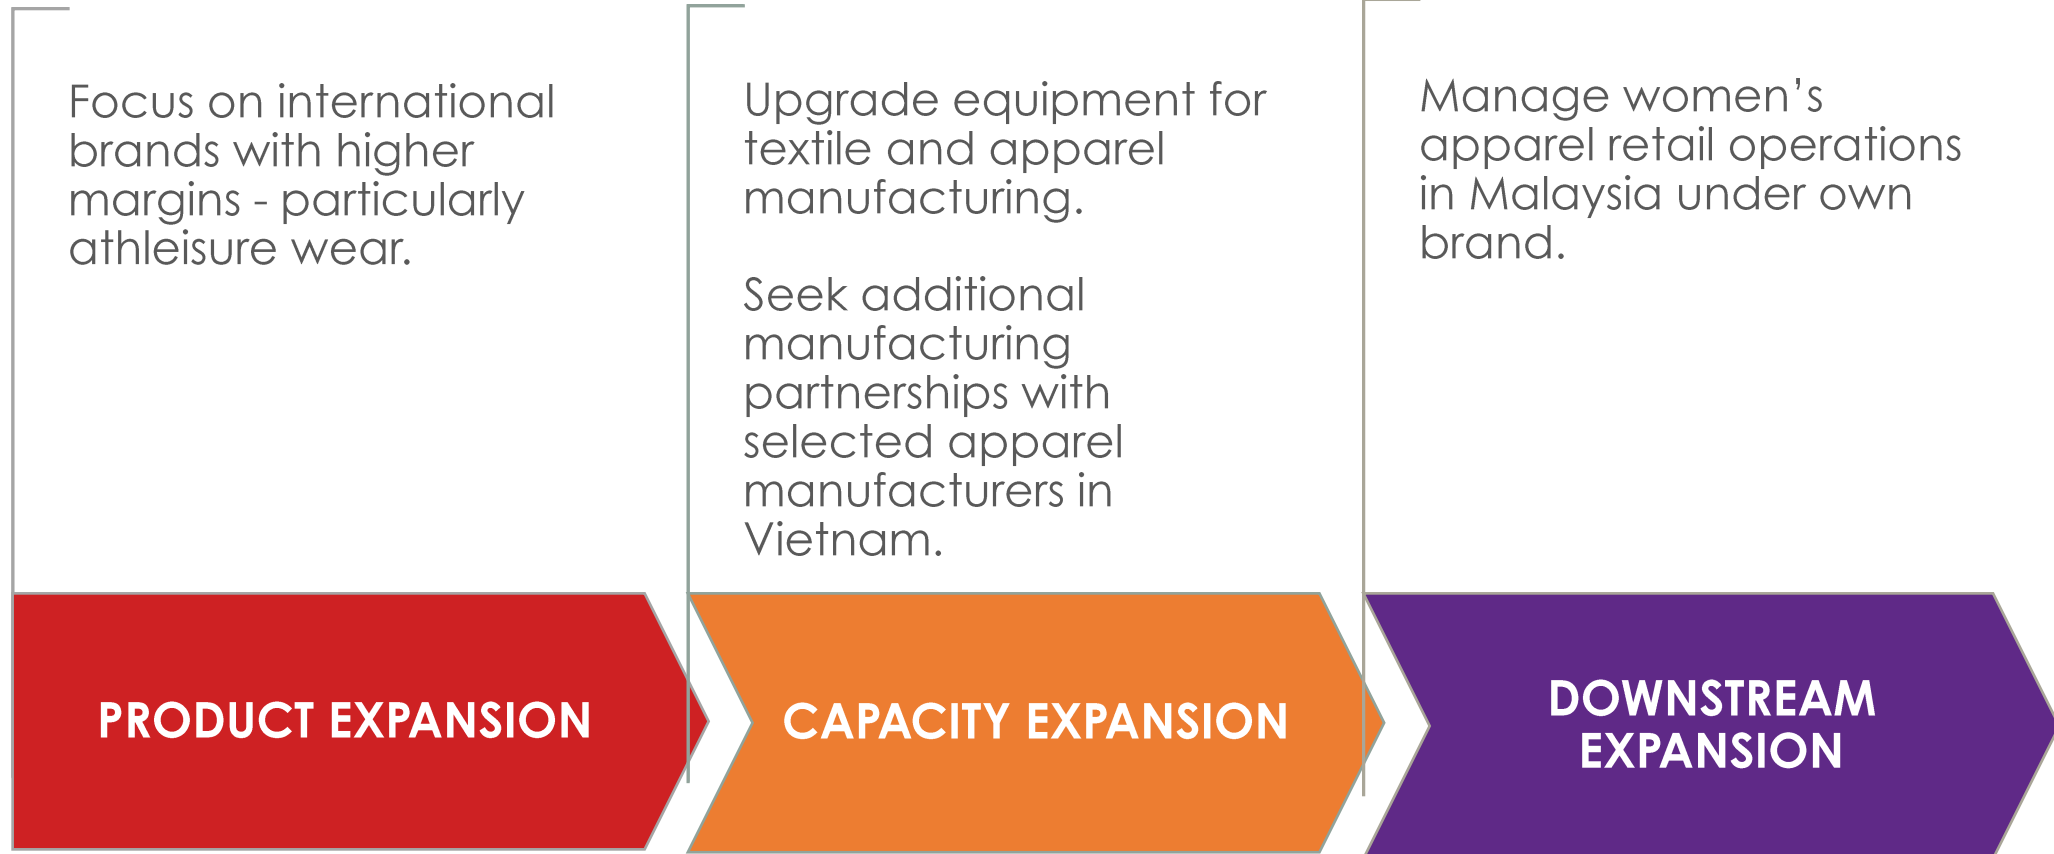 Focus on international
brands with higher
margins - particularly
athleisure wear.
PRODUCT EXPANSION
Upgrade equipment for
textile and apparel
manufacturing.
Seek additional
manufacturing
partnerships with
selected apparel
manufacturers in
Vietnam.
CAPACITY EXPANSION
Manage women’s
apparel retail operations
in Malaysia under own
brand.
DOWNSTREAM
EXPANSION